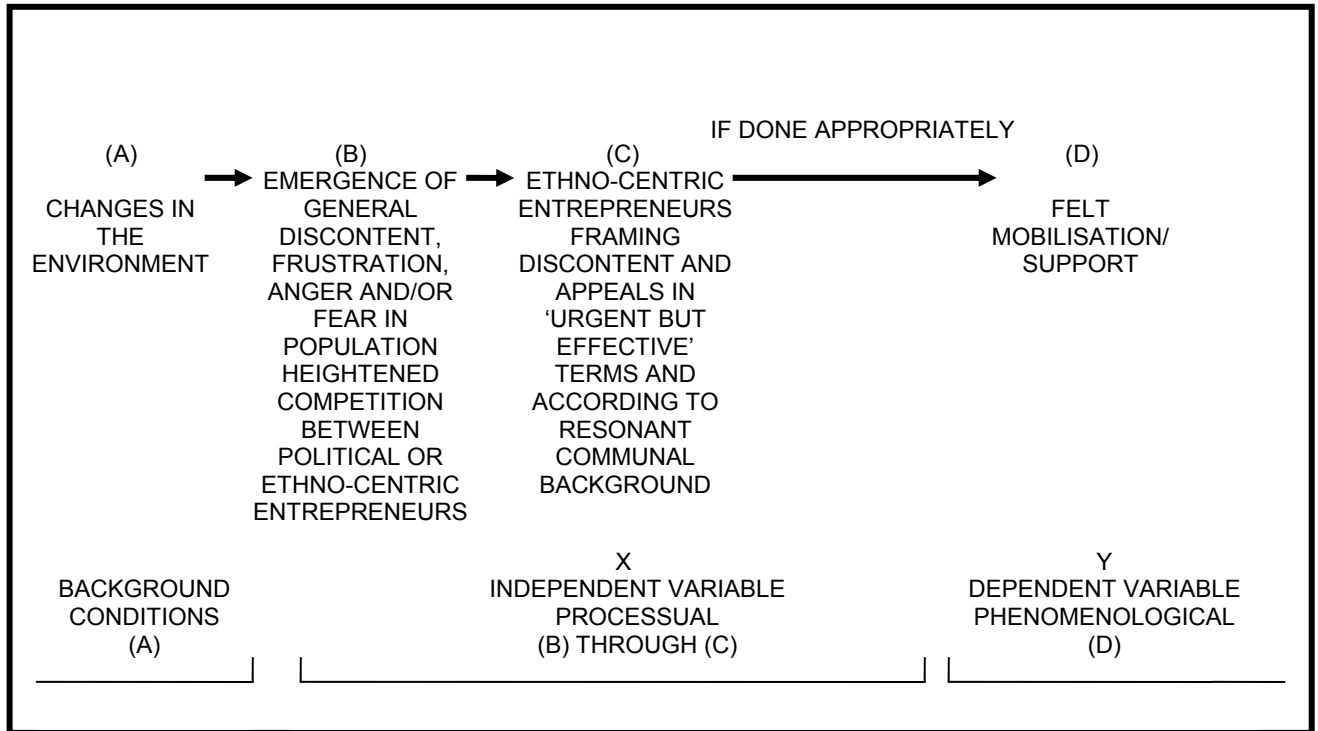 IF DONE APPROPRIATELY
(A)
CHANGES IN
THE
ENVIRONMENT
(B)
EMERGENCE OF
GENERAL
DISCONTENT,
FRUSTRATION,
ANGER AND/OR
FEAR IN
POPULATION
HEIGHTENED
COMPETITION
BETWEEN
POLITICAL OR
ETHNO-CENTRIC
ENTREPRENEURS
(C)
ETHNO-CENTRIC
ENTREPRENEURS
FRAMING
DISCONTENT AND
APPEALS IN
‘URGENT BUT
EFFECTIVE’
TERMS AND
ACCORDING TO
RESONANT
COMMUNAL
BACKGROUND
(D)
FELT
MOBILISATION/
SUPPORT
BACKGROUND
CONDITIONS
(A)
X
INDEPENDENT VARIABLE
PROCESSUAL
(B) THROUGH (C)
Y
DEPENDENT VARIABLE
PHENOMENOLOGICAL
(D)